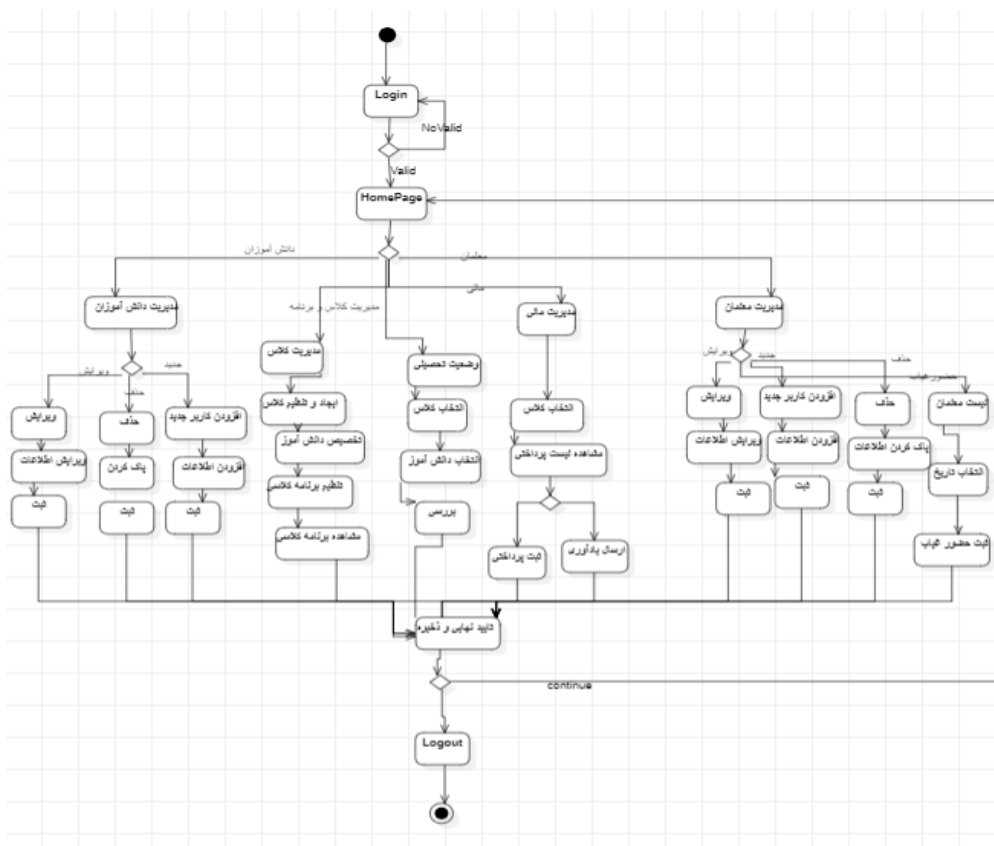 Login
NoValid
Valid
HomePage
دانش آموزان
معلمان
مالی
مدیریت کلاس و برنامه
مدیریت دانش آموزان
مدیریت مالی
مدیریت معلمان
مدیریت کلاس
وضعیت تحصیلی
ویرایش
جدید
حذف
ویرایش
جدید
حذف
حضور غیاب
ویرایش
حذف
افزودن کاربر جدید
ایجاد و تنظیم کلاس
انتخاب کلاس
انتخاب کلاس
ویرایش
افزودن کاربر جدید
حذف
لیست معلمان
ویرایش اطلاعات
پاک کردن
افزودن اطلاعات
تخصیص دانش آموز
انتخاب دانش آموز
مشاهده لیست پرداختی
ویرایش اطلاعات
افزودن اطلاعات
پاک کردن اطلاعات
انتخاب تاریخ
ثبت
ثبت
ثبت
تنظیم برنامه کلاسی
بررسی
ثبت
ثبت
ثبت
مشاهده برنامه کلاسی
ثبت پرداختی
ارسال یادآوری
ثبت حضور غیاب
تایید نهایی و ذخیره
continue
Logout